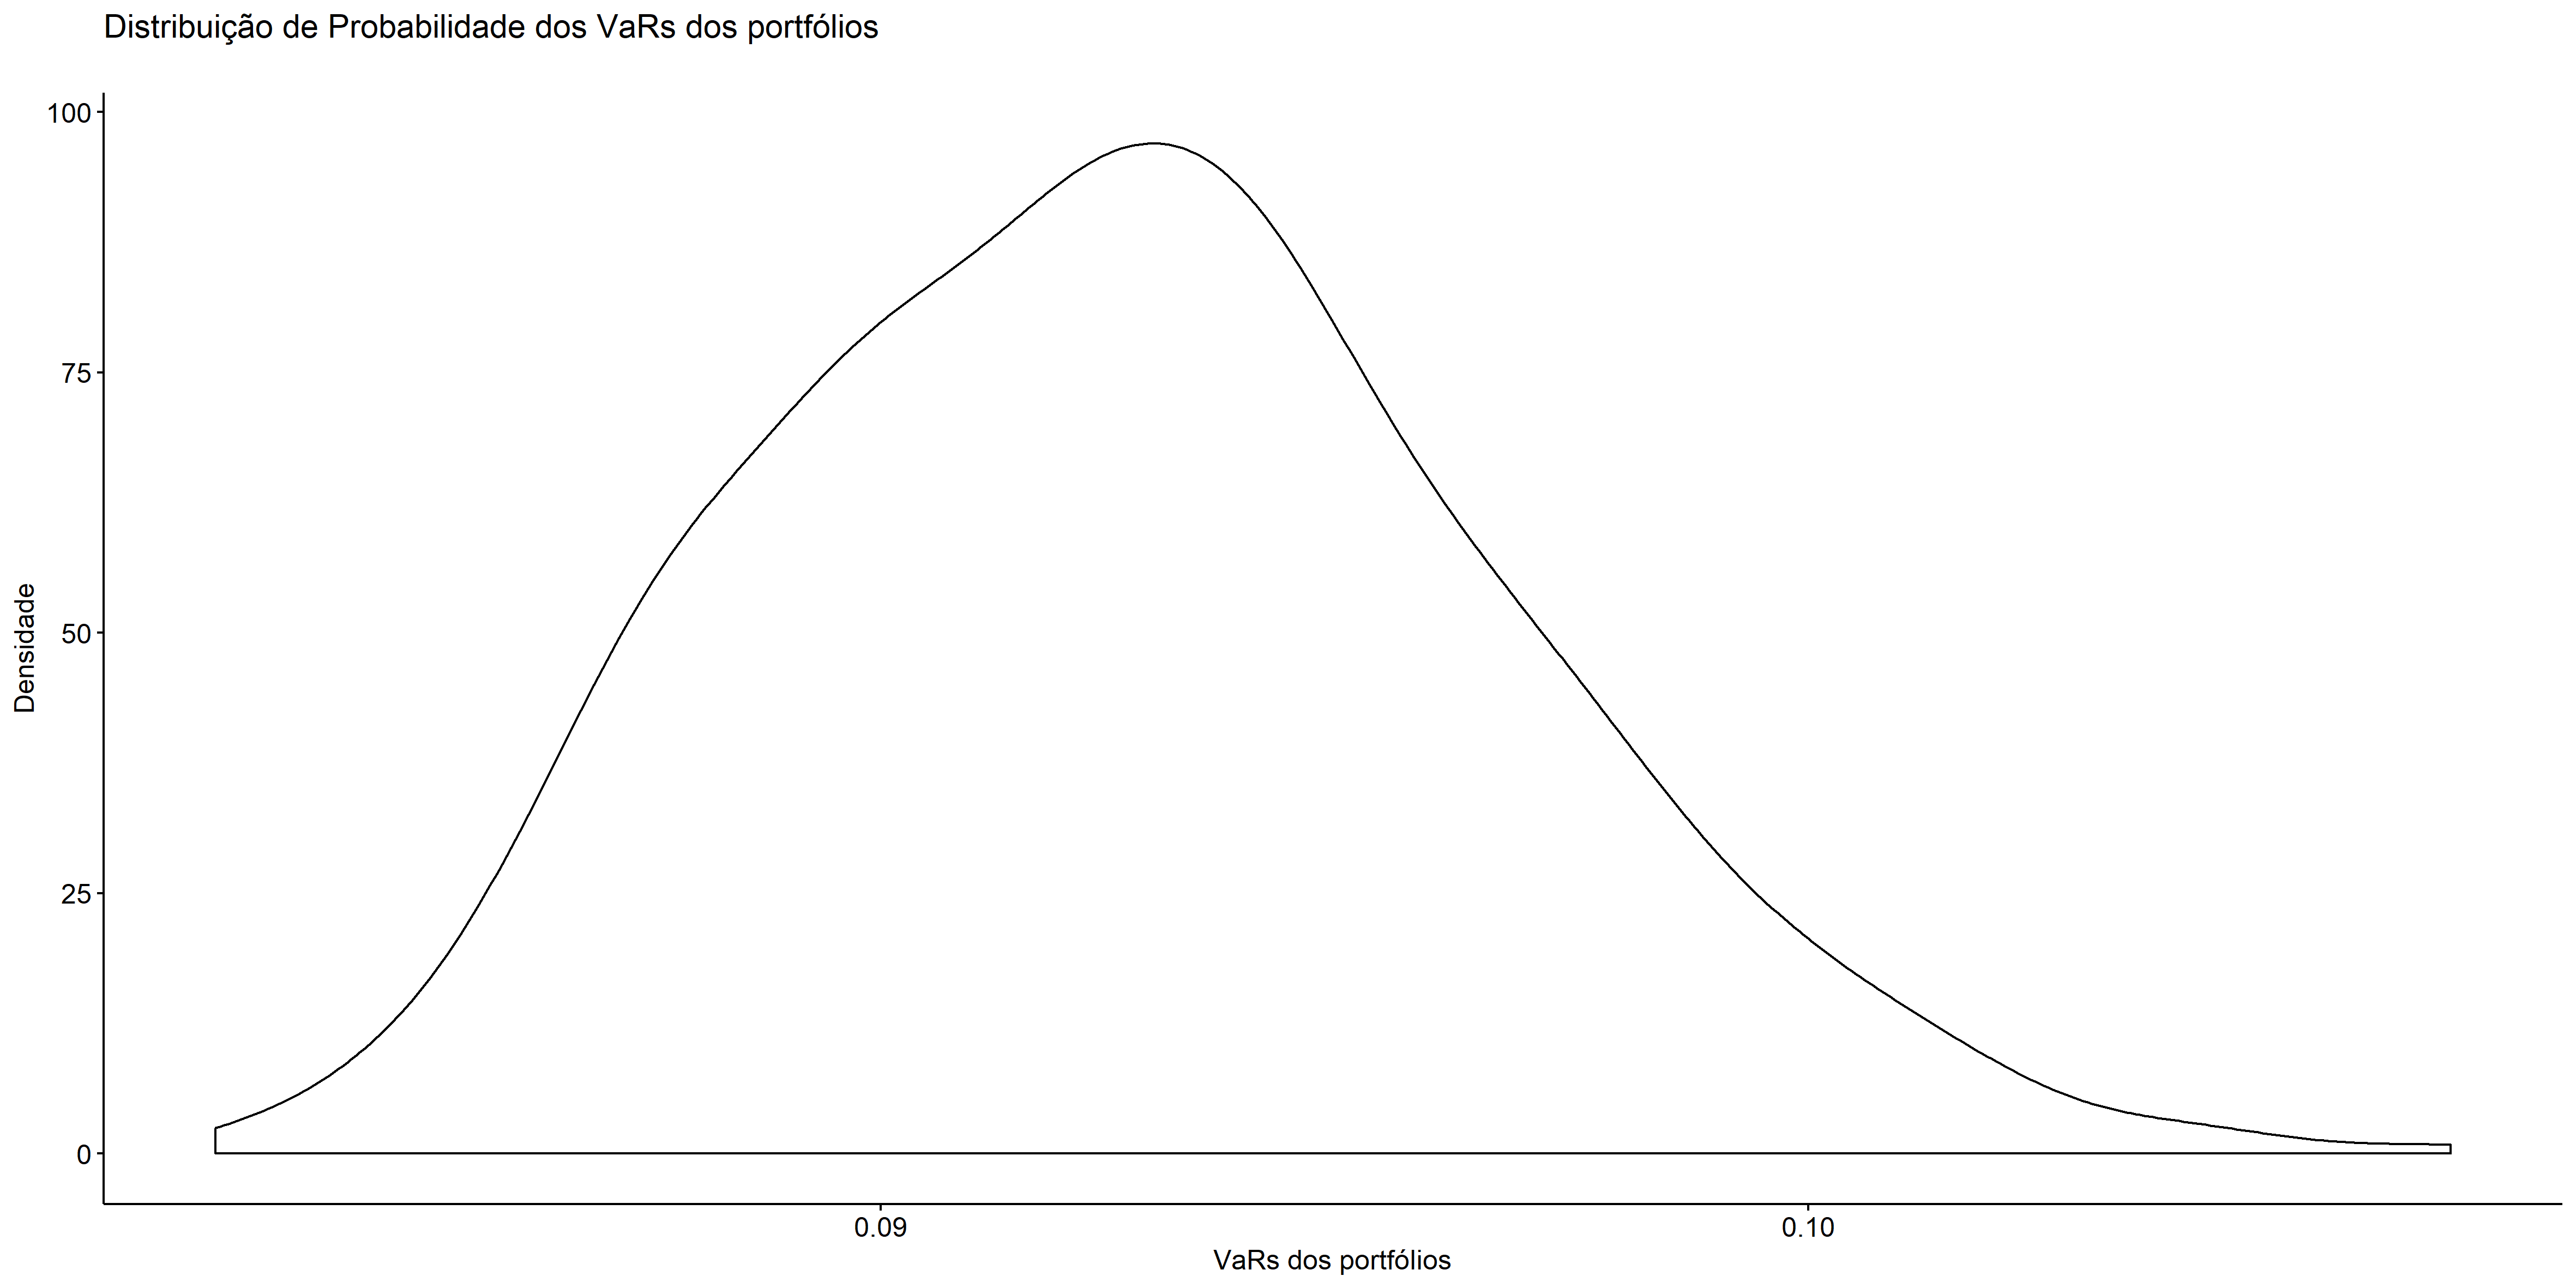 Distribuição de Probabilidade dos VaRs dos portfólios
100
75
50
25
0
Densidade
0.09
0.10
VaRs dos portfólios